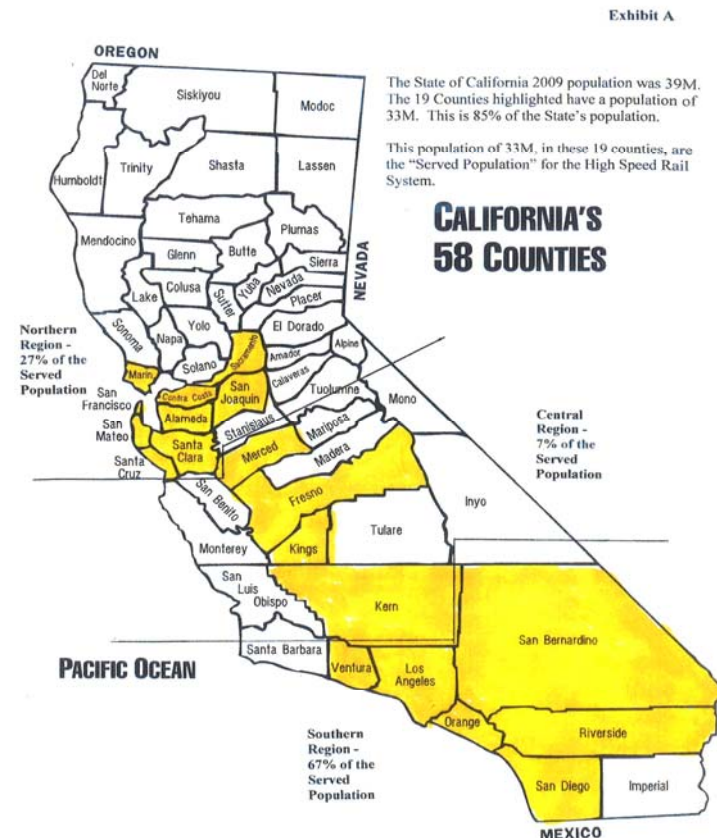 Exhibit A
OREGON
The State of California 2009 population was 39M.
The 19 Counties highlighted have a population of
33M. This is 85% of the State's population.
This population of 33M, in these 19 counties, are
the "Served Population" for the High Speed Rail
System.
CALIFORNIA'S
58 COUNTIES
Del
Norte
Siskiyou
Modoc
Humboldt
Trinity
Shasta
Lassen
Tehama
Plumas
Mendocino
Glenn
Butte
Sierra
NEVADA
Lake
Colusa
Sutter
Yuba
Nevada
Placer
Sonoma
Napa
Yolo
El Dorado
Northern
Region -
27% of the
Served
Population
Marin
Solano
Sacramento
Amador
Alpine
Calaveras
San
Francisco
Contra Costa
San
Joaquin
Tuolumne
Mono
San
Mateo
Alameda
Stanislaus
Mariposa
Central
Region -
7% of the
Served
Population
Santa
Clara
Santa
Cruz
Merced
Madera
San Benito
Fresno
Inyo
Monterey
Kings
Tulare
San
Luis
Obispo
Kern
San Bernardino
Santa Barbara
PACIFIC OCEAN
Ventura
Los
Angeles
Orange
Riverside
Southern
Region -
67% of the
Served
Population
San Diego
Imperial
MEXICO